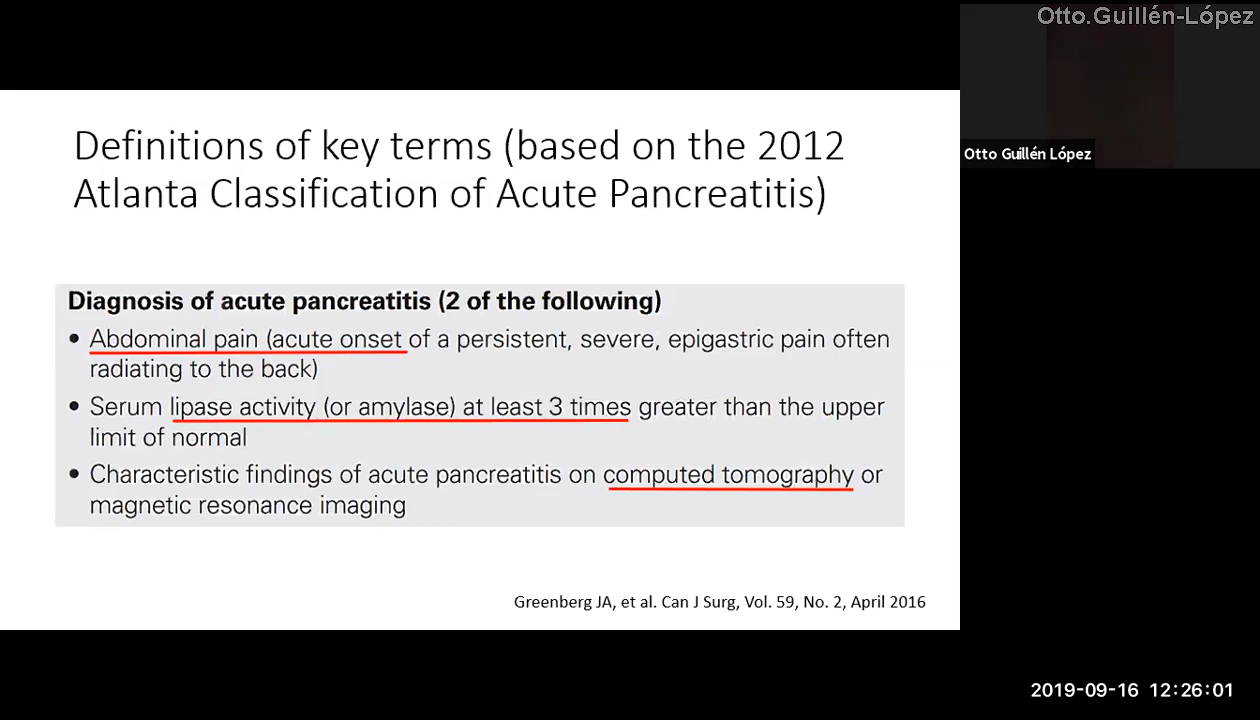 Otto.Guillén-López
Otto Guillén López
Definitions of key terms (based on the 2012
Atlanta Classification of Acute Pancreatitis)
Diagnosis of acute pancreatitis (2 of the following)
• Abdominal pain (acute onset of a persistent, severe, epigastric pain often
radiating to the back)
• Serum lipase activity (or amylase) at least 3 times greater than the upper
limit of normal
• Characteristic findings of acute pancreatitis on computed tomography or
magnetic resonance imaging
Greenberg JA, et al. Can J Surg, Vol. 59, No. 2, April 2016
2019-09-16 12:26:01